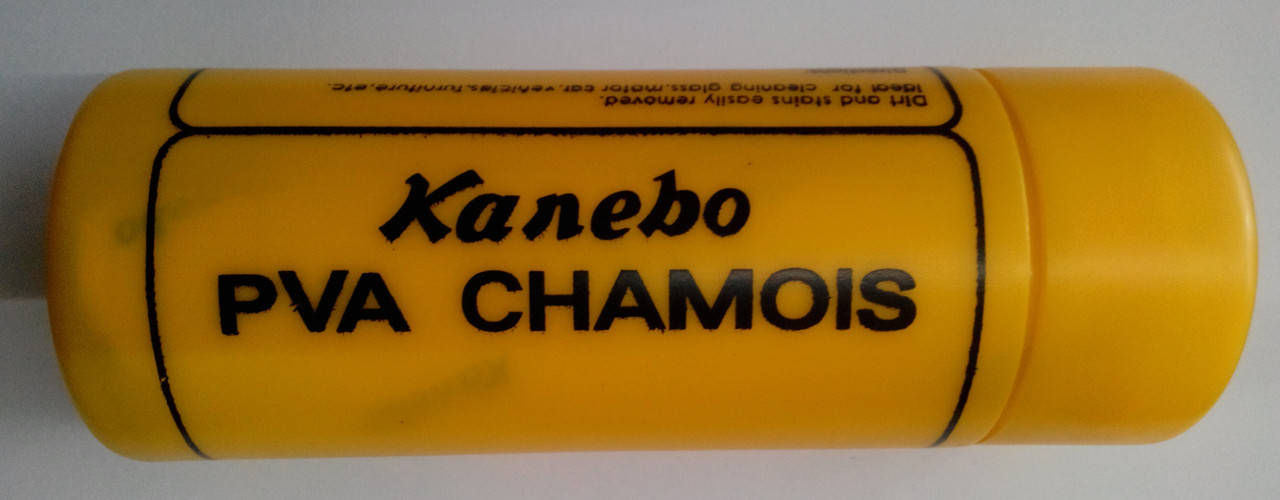 Kanebo
PVA CHAMOIS
Dirt and stains easily removed.
Ideal for cleaning glass,motor car,vehicles,furniture,etc.